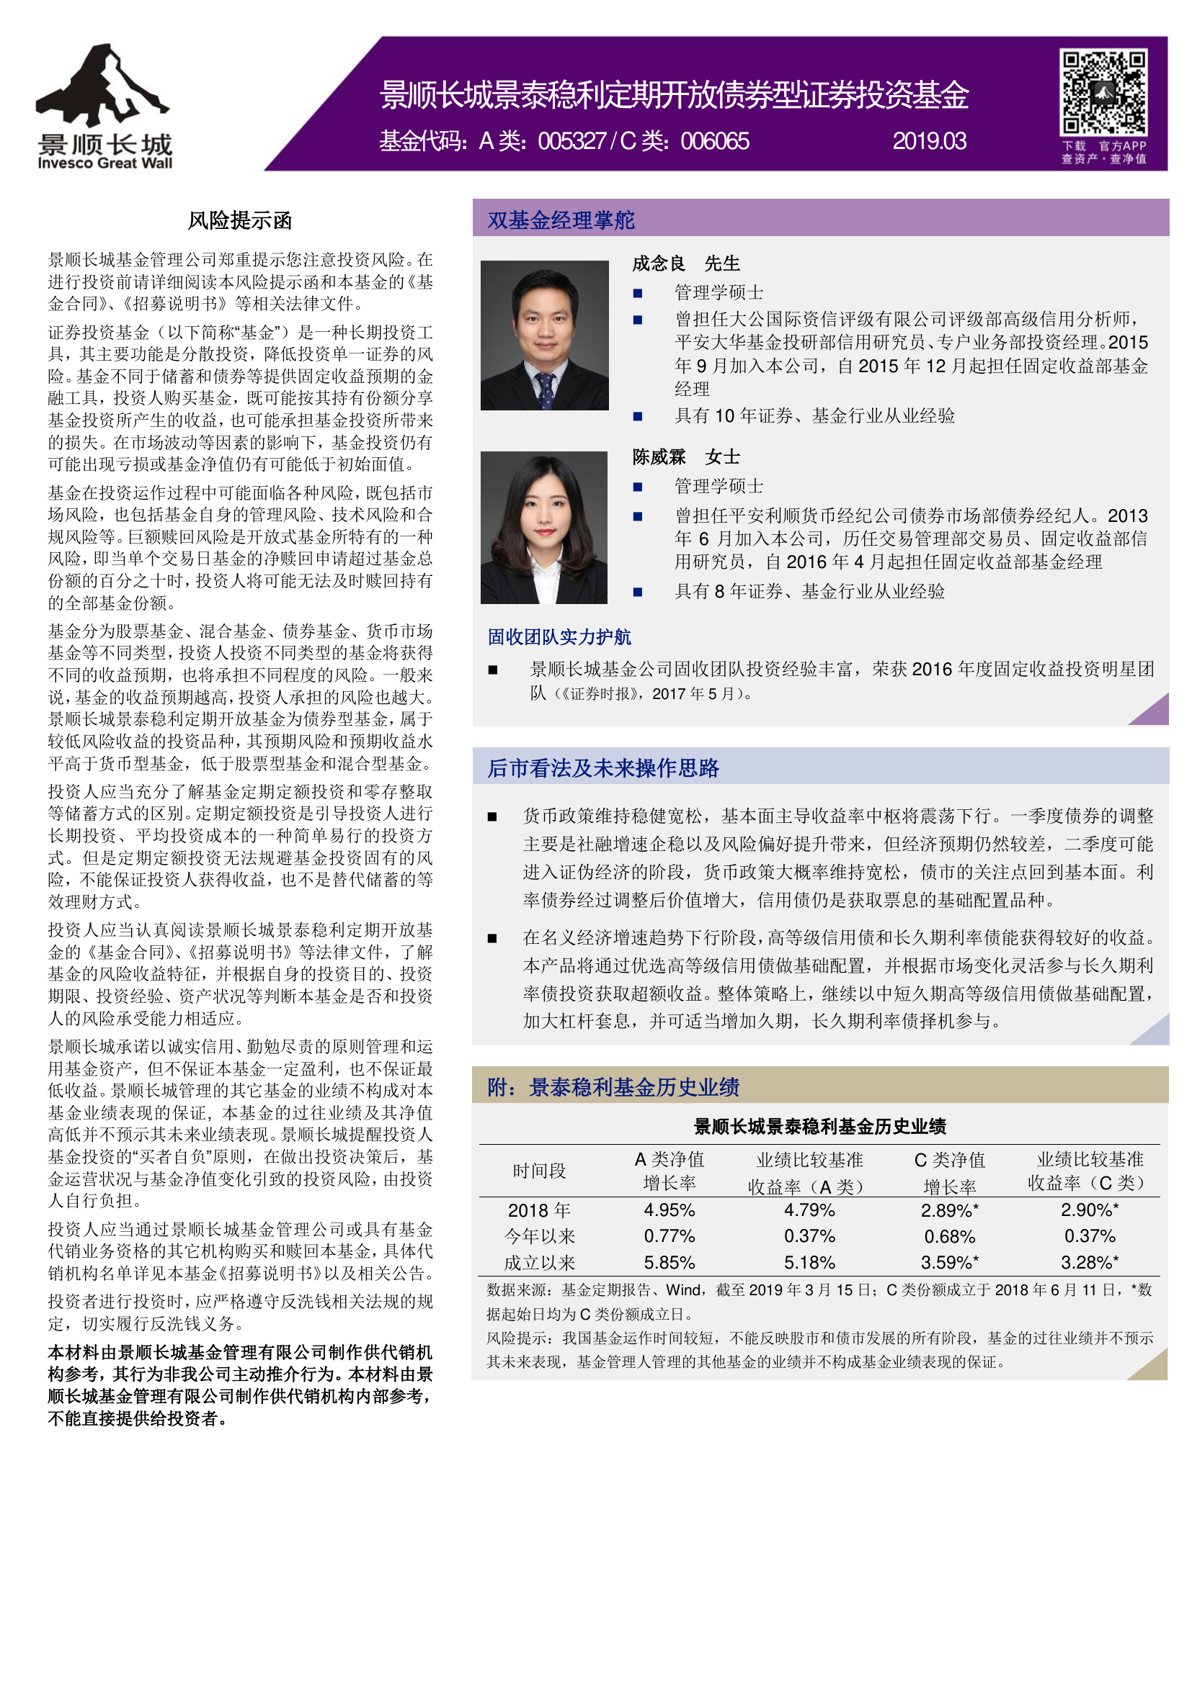 景顺长城
Invesco Great Wall
景顺长城景泰稳利定期开放债券型证券投资基金
基金代码：A 类：005327 / C 类：006065 2019.03
下载 官方APP
查资产·查净值
风险提示函
景顺长城基金管理公司郑重提示您注意投资风险。在
进行投资前请详细阅读本风险提示函和本基金的《基
金合同》、《招募说明书》等相关法律文件。
证券投资基金（以下简称“基金”）是一种长期投资工
具，其主要功能是分散投资，降低投资单一证券的风
险。基金不同于储蓄和债券等提供固定收益预期的金
融工具，投资人购买基金，既可能按其持有份额分享
基金投资所产生的收益，也可能承担基金投资所带来
的损失。在市场波动等因素的影响下，基金投资仍有
可能出现亏损或基金净值仍有可能低于初始面值。
基金在投资运作过程中可能面临各种风险，既包括市
场风险，也包括基金自身的管理风险、技术风险和合
规风险等。巨额赎回风险是开放式基金所特有的一种
风险，即当单个交易日基金的净赎回申请超过基金总
份额的百分之十时，投资人将可能无法及时赎回持有
的全部基金份额。
基金分为股票基金、混合基金、债券基金、货币市场
基金等不同类型，投资人投资不同类型的基金将获得
不同的收益预期，也将承担不同程度的风险。一般来
说，基金的收益预期越高，投资人承担的风险也越大。
景顺长城景泰稳利定期开放基金为债券型基金，属于
较低风险收益的投资品种，其预期风险和预期收益水
平高于货币型基金，低于股票型基金和混合型基金。
投资人应当充分了解基金定期定额投资和零存整取
等储蓄方式的区别。定期定额投资是引导投资人进行
长期投资、平均投资成本的一种简单易行的投资方
式。但是定期定额投资无法规避基金投资固有的风
险，不能保证投资人获得收益，也不是替代储蓄的等
效理财方式。
投资人应当认真阅读景顺长城景泰稳利定期开放基
金的《基金合同》、《招募说明书》等法律文件，了解
基金的风险收益特征，并根据自身的投资目的、投资
期限、投资经验、资产状况等判断本基金是否和投资
人的风险承受能力相适应。
景顺长城承诺以诚实信用、勤勉尽责的原则管理和运
用基金资产，但不保证本基金一定盈利，也不保证最
低收益。景顺长城管理的其它基金的业绩不构成对本
基金业绩表现的保证, 本基金的过往业绩及其净值
高低并不预示其未来业绩表现。景顺长城提醒投资人
基金投资的“买者自负”原则，在做出投资决策后，基
金运营状况与基金净值变化引致的投资风险，由投资
人自行负担。
投资人应当通过景顺长城基金管理公司或具有基金
代销业务资格的其它机构购买和赎回本基金，具体代
销机构名单详见本基金《招募说明书》以及相关公告。
投资者进行投资时，应严格遵守反洗钱相关法规的规
定，切实履行反洗钱义务。
本材料由景顺长城基金管理有限公司制作供代销机
构参考，其行为非我公司主动推介行为。本材料由景
顺长城基金管理有限公司制作供代销机构内部参考，
不能直接提供给投资者。
双基金经理掌舵
成念良 先生
■ 管理学硕士
■ 曾担任大公国际资信评级有限公司评级部高级信用分析师，
平安大华基金投研部信用研究员、专户业务部投资经理。2015
年 9 月加入本公司，自 2015 年 12 月起担任固定收益部基金
经理
■ 具有 10 年证券、基金行业从业经验
陈威霖 女士
■ 管理学硕士
■ 曾担任平安利顺货币经纪公司债券市场部债券经纪人。2013
年 6 月加入本公司，历任交易管理部交易员、固定收益部信
用研究员，自 2016 年 4 月起担任固定收益部基金经理
■ 具有 8 年证券、基金行业从业经验
固收团队实力护航
■ 景顺长城基金公司固收团队投资经验丰富，荣获 2016 年度固定收益投资明星团
队（《证券时报》，2017 年 5 月）。
后市看法及未来操作思路
■ 货币政策维持稳健宽松，基本面主导收益率中枢将震荡下行。一季度债券的调整
主要是社融增速企稳以及风险偏好提升带来，但经济预期仍然较差，二季度可能
进入证伪经济的阶段，货币政策大概率维持宽松，债市的关注点回到基本面。利
率债券经过调整后价值增大，信用债仍是获取票息的基础配置品种。
■ 在名义经济增速趋势下行阶段，高等级信用债和长久期利率债能获得较好的收益。
本产品将通过优选高等级信用债做基础配置，并根据市场变化灵活参与长久期利
率债投资获取超额收益。整体策略上，继续以中短久期高等级信用债做基础配置，
加大杠杆套息，并可适当增加久期，长久期利率债择机参与。
附：景泰稳利基金历史业绩
景顺长城景泰稳利基金历史业绩
时间段 A 类净值增长率 业绩比较基准收益率（A 类） C 类净值增长率 业绩比较基准收益率（C 类）
2018 年 4.95% 4.79% 2.89%* 2.90%*
今年以来 0.77% 0.37% 0.68% 0.37%
成立以来 5.85% 5.18% 3.59%* 3.28%*
数据来源：基金定期报告、Wind，截至 2019 年 3 月 15 日；C 类份额成立于 2018 年 6 月 11 日，*数
据起始日均为 C 类份额成立日。
风险提示：我国基金运作时间较短，不能反映股市和债市发展的所有阶段，基金的过往业绩并不预示
其未来表现，基金管理人管理的其他基金的业绩并不构成基金业绩表现的保证。